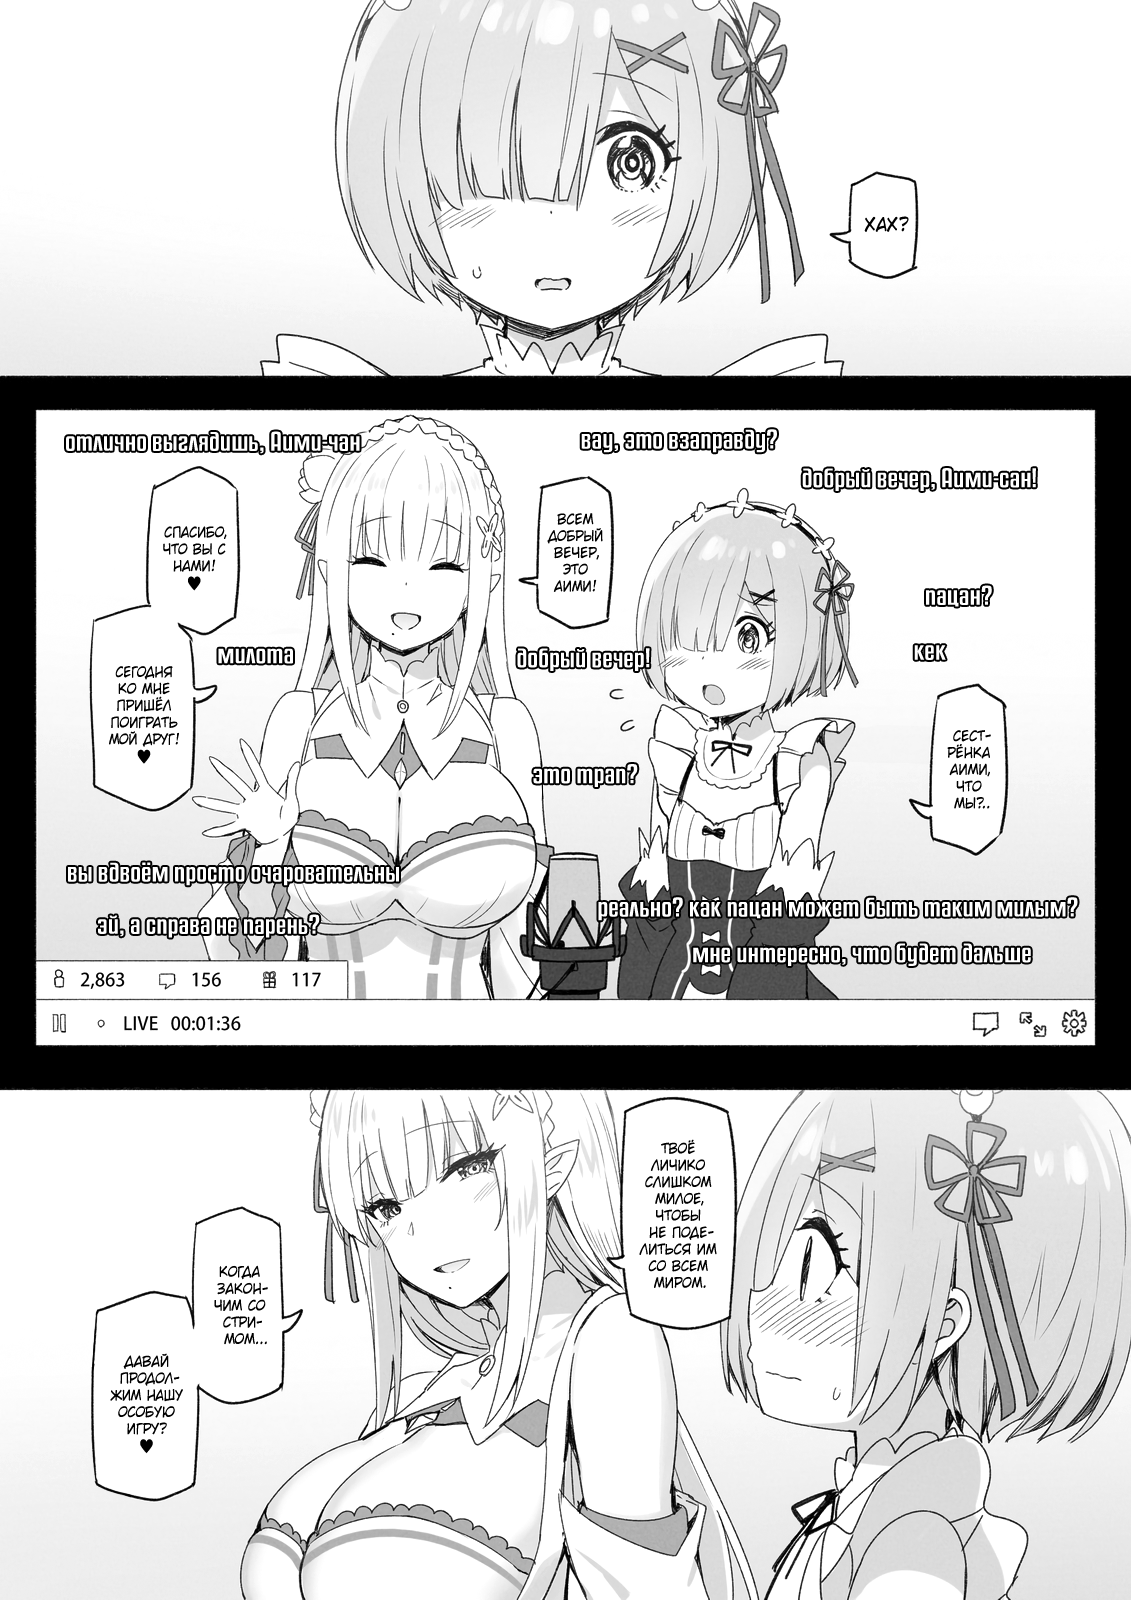 ХАХ?
отлично выглядишь, Аими-чан
вау, это взаправду?
добрый вечер, Аими-сан!
СПАСИБО,
ЧТО ВЫ С
НАМИ!
♥
ВСЕМ
ДОБРЫЙ
ВЕЧЕР,
ЭТО
АИМИ!
пацан?
кек
милота
добрый вечер!
СЕГОДНЯ
КО МНЕ
ПРИШЁЛ
ПОИГРАТЬ
МОЙ ДРУГ!
♥
СЕСТ-
РЁНКА
АИМИ,
ЧТО
МЫ?..
это трап?
вы вдвоём просто очаровательны
реально? как пацан может быть таким милым?
эй, а справа не парень?
мне интересно, что будет дальше
2,863 156 117
LIVE 00:01:36
ТВОЁ
ЛИЧИКО
СЛИШКОМ
МИЛОЕ,
ЧТОБЫ
НЕ ПОДЕ-
ЛИТЬСЯ ИМ
СО ВСЕМ
МИРОМ.
КОГДА
ЗАКОН-
ЧИМ СО
СТРИ-
МОМ...
ДАВАЙ
ПРОДОЛ-
ЖИМ НАШУ
ОСОБУЮ
ИГРУ?
♥